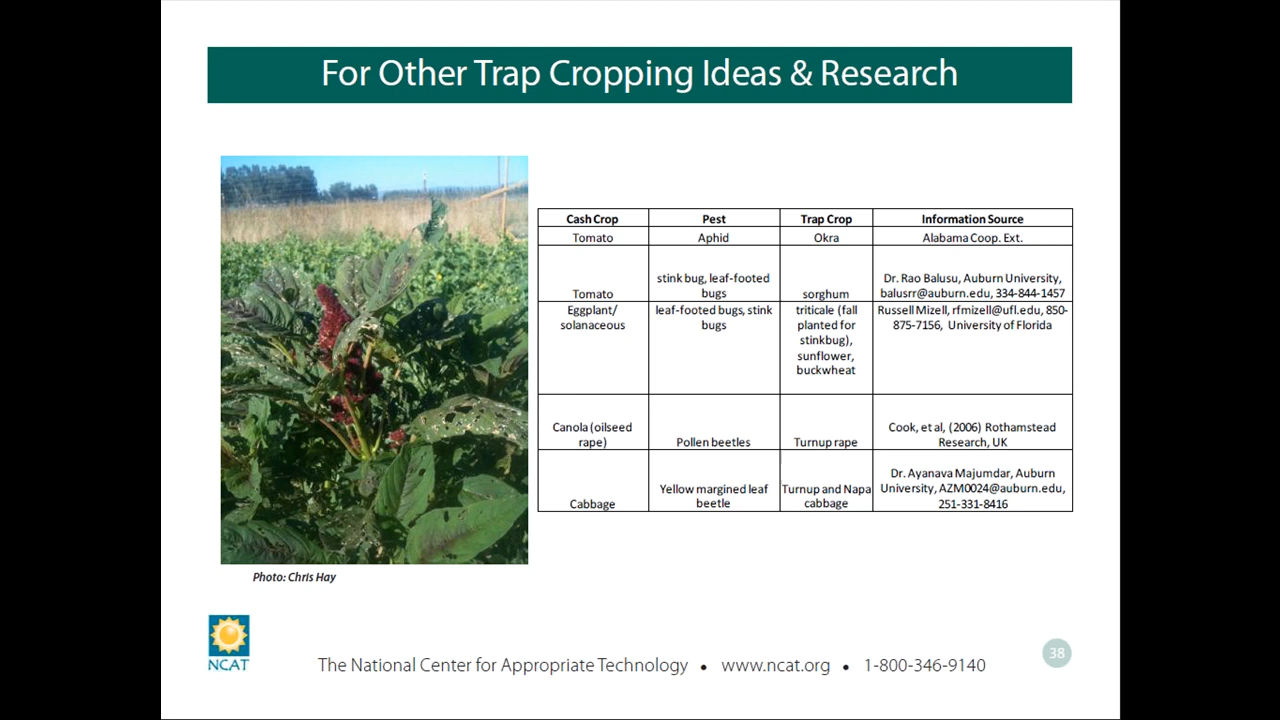 For Other Trap Cropping Ideas & Research
Cash Crop Pest Trap Crop Information Source
Tomato Aphid Okra Alabama Coop. Ext.
Tomato
stink bug, leaf-footed
bugs
sorghum
Dr. Rao Balusu, Auburn University,
balusrr@auburn.edu, 334-844-1457
Eggplant/
solanaceous
leaf-footed bugs, stink
bugs
triticale (fall
planted for
stinkbug),
sunflower,
buckwheat
Russell Mizell, rfmizell@ufl.edu, 850-
875-7156, University of Florida
Canola (oilseed
rape)
Pollen beetles
Turnup rape
Cook, et al, (2006) Rothamstead
Research, UK
Cabbage
Yellow margined leaf
beetle
Turnup and Napa
cabbage
Dr. Ayanava Majumdar, Auburn
University, AZM0024@auburn.edu,
251-331-8416
Photo: Chris Hay
NCAT
The National Center for Appropriate Technology • www.ncat.org • 1-800-346-9140
38